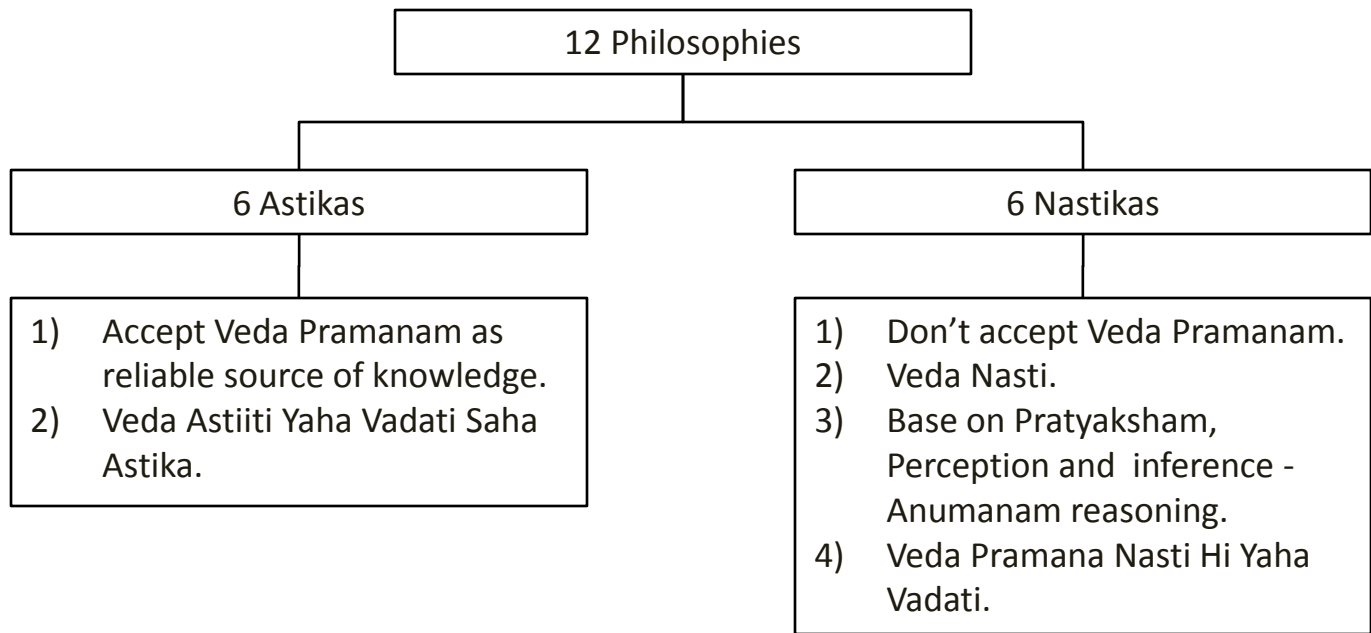 12 Philosophies
6 Astikas
1) Accept Veda Pramanam as
reliable source of knowledge.
2) Veda Astiiti Yaha Vadati Saha
Astika.
6 Nastikas
1) Don’t accept Veda Pramanam.
2) Veda Nasti.
3) Base on Pratyaksham,
Perception and inference -
Anumanam reasoning.
4) Veda Pramana Nasti Hi Yaha
Vadati.